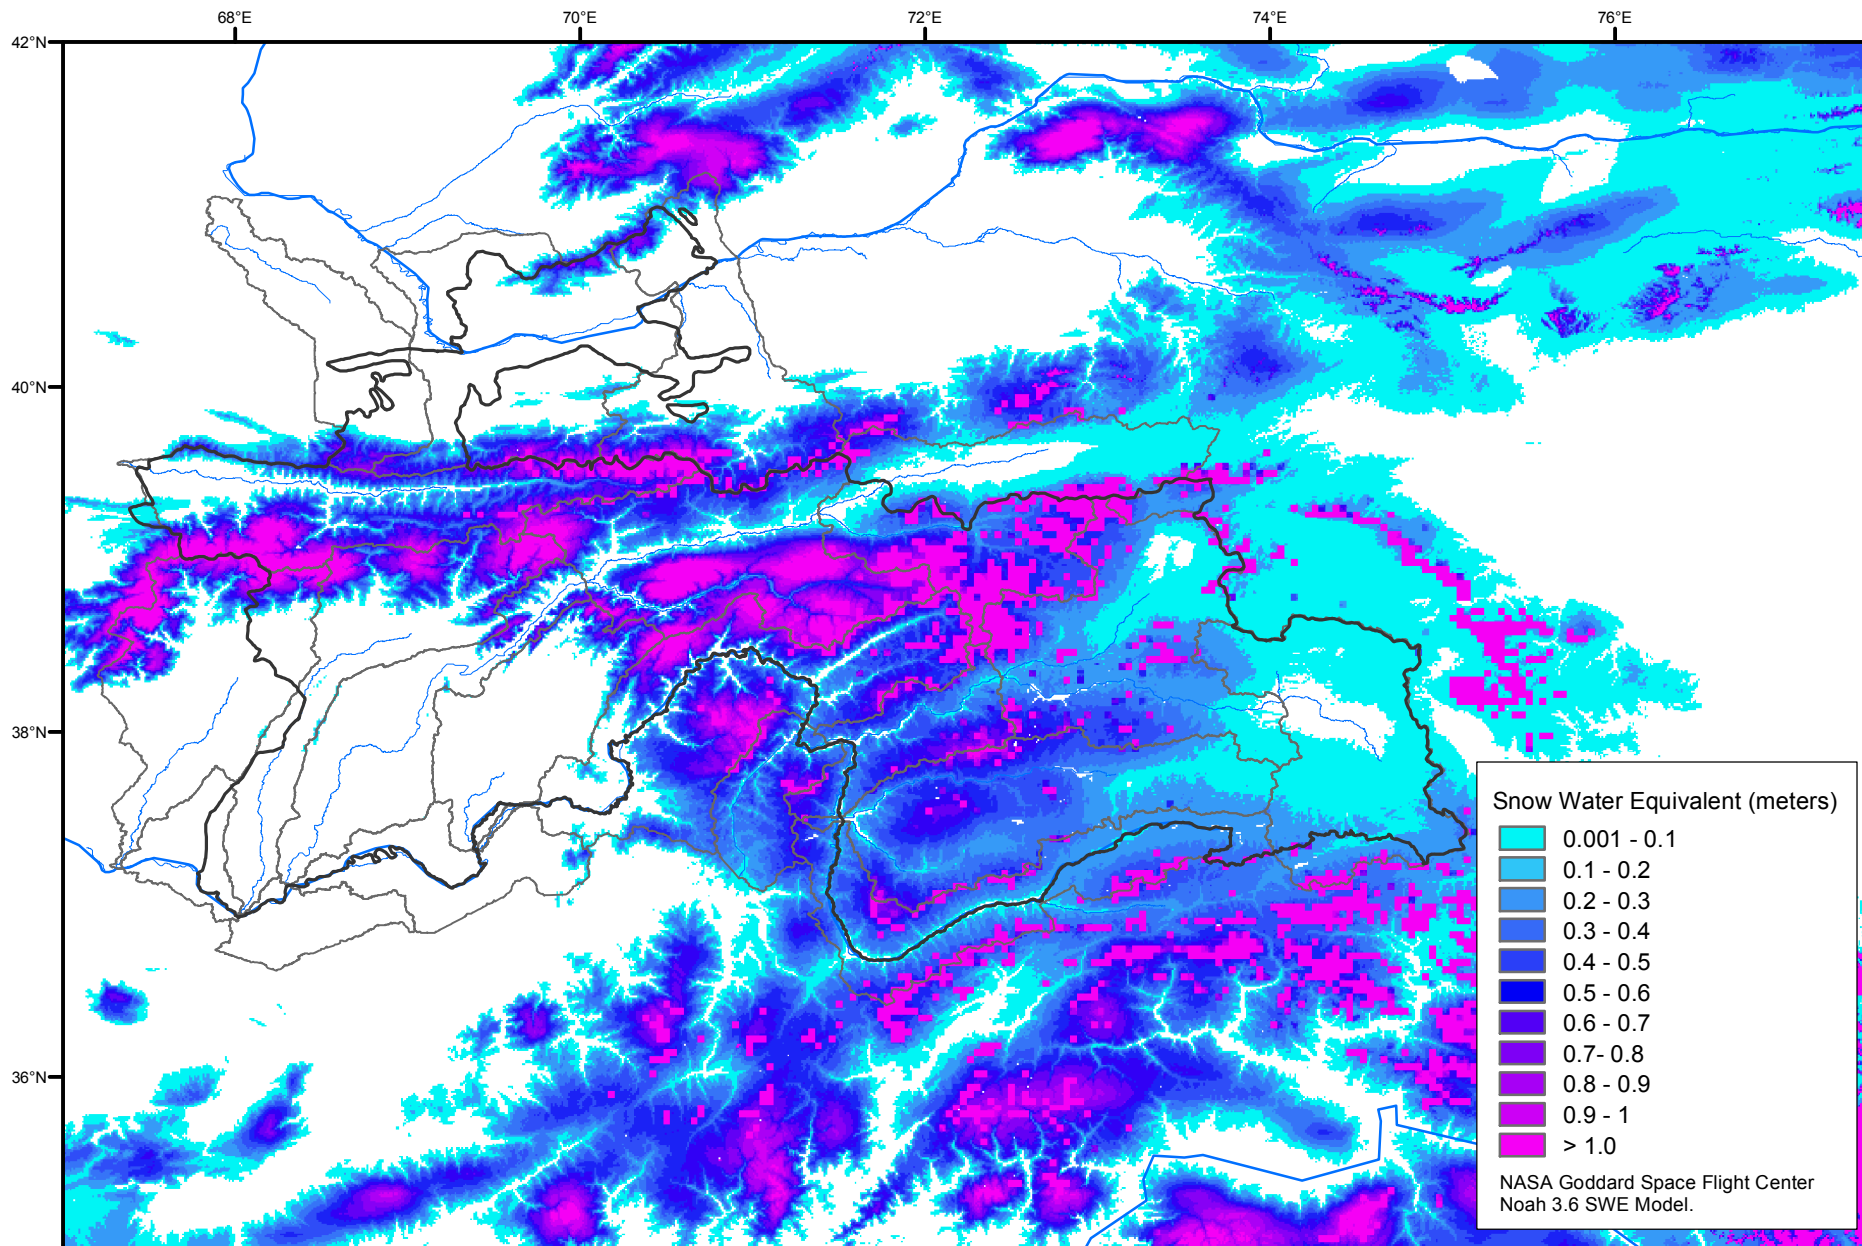 68°E
70°E
72°E
74°E
76°E
42°N
40°N
38°N
36°N
Snow Water Equivalent (meters)
0.001 - 0.1
0.1 - 0.2
0.2 - 0.3
0.3 - 0.4
0.4 - 0.5
0.5 - 0.6
0.6 - 0.7
0.7- 0.8
0.8 - 0.9
0.9 - 1
> 1.0
NASA Goddard Space Flight Center
Noah 3.6 SWE Model.